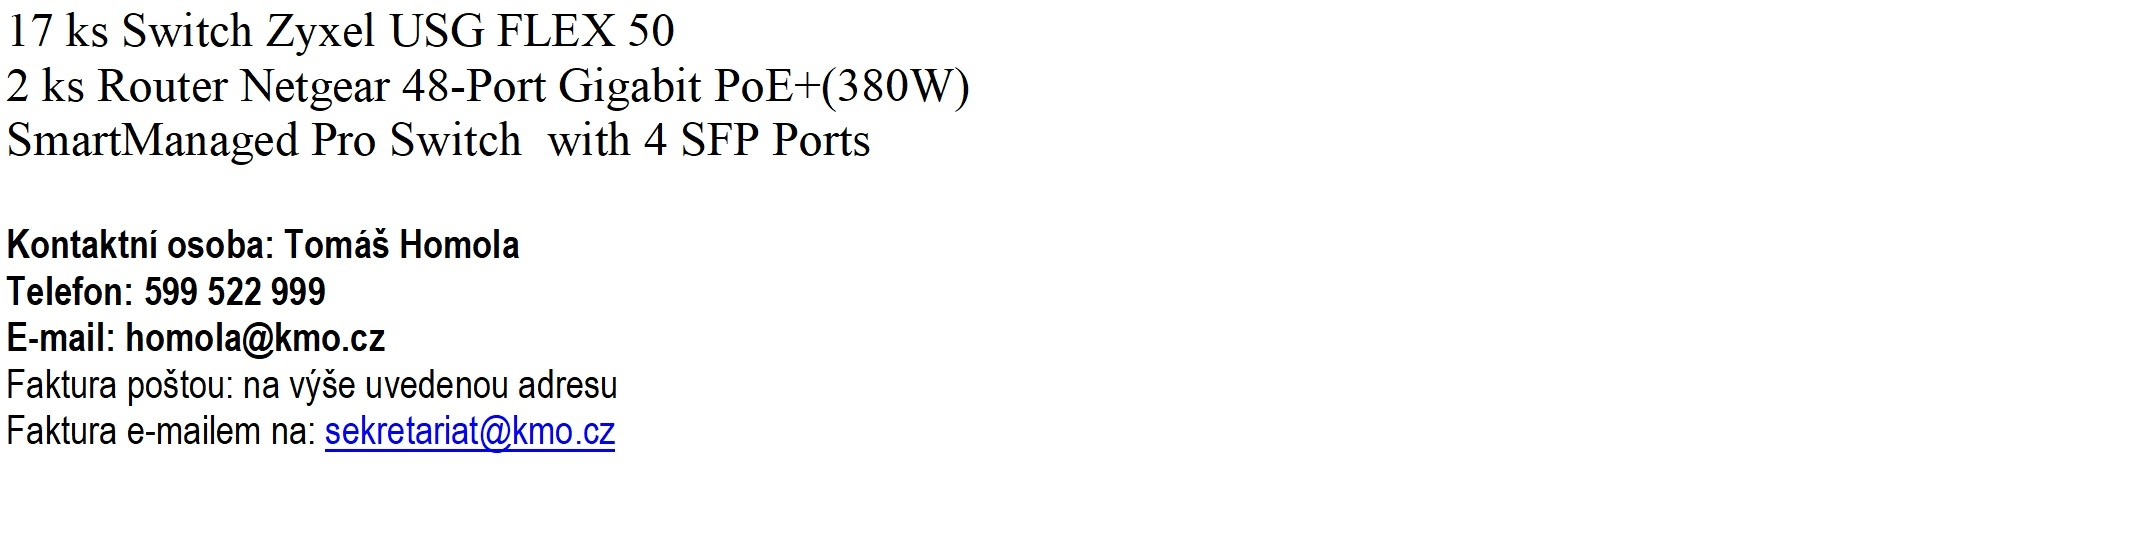 17 ks Switch Zyxel USG FLEX 50
2 ks Router Netgear 48-Port Gigabit PoE+(380W)
SmartManaged Pro Switch  with 4 SFP Ports
Kontaktní osoba: Tomáš Homola
Telefon: 599 522 999
E-mail: homola@kmo.cz
Faktura poštou: na výše uvedenou adresu
Faktura e-mailem na: sekretariat@kmo.cz